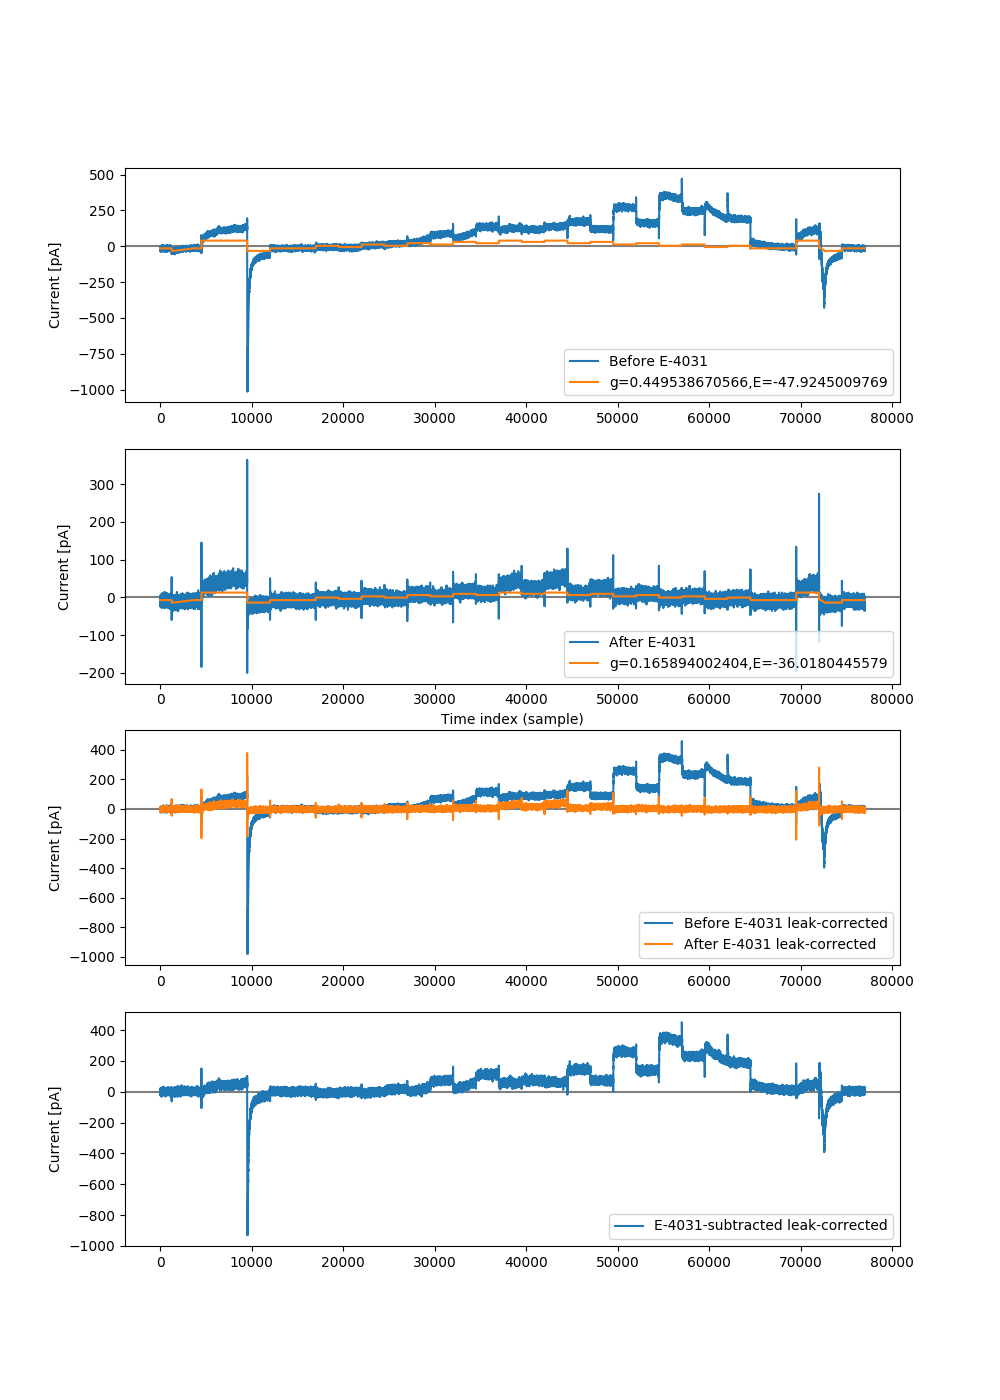 500
250
0
−250
−500
−750
−1000
Current [pA]
Before E-4031
g=0.449538670566,E=-47.9245009769
0 10000 20000 30000 40000 50000 60000 70000 80000
300
200
100
0
−100
−200
Current [pA]
After E-4031
g=0.165894002404,E=-36.0180445579
0 10000 20000 30000 40000 50000 60000 70000 80000
Time index (sample)
400
200
0
−200
−400
−600
−800
−1000
Current [pA]
Before E-4031 leak-corrected
After E-4031 leak-corrected
0 10000 20000 30000 40000 50000 60000 70000 80000
400
200
0
−200
−400
−600
−800
−1000
Current [pA]
E-4031-subtracted leak-corrected
0 10000 20000 30000 40000 50000 60000 70000 80000